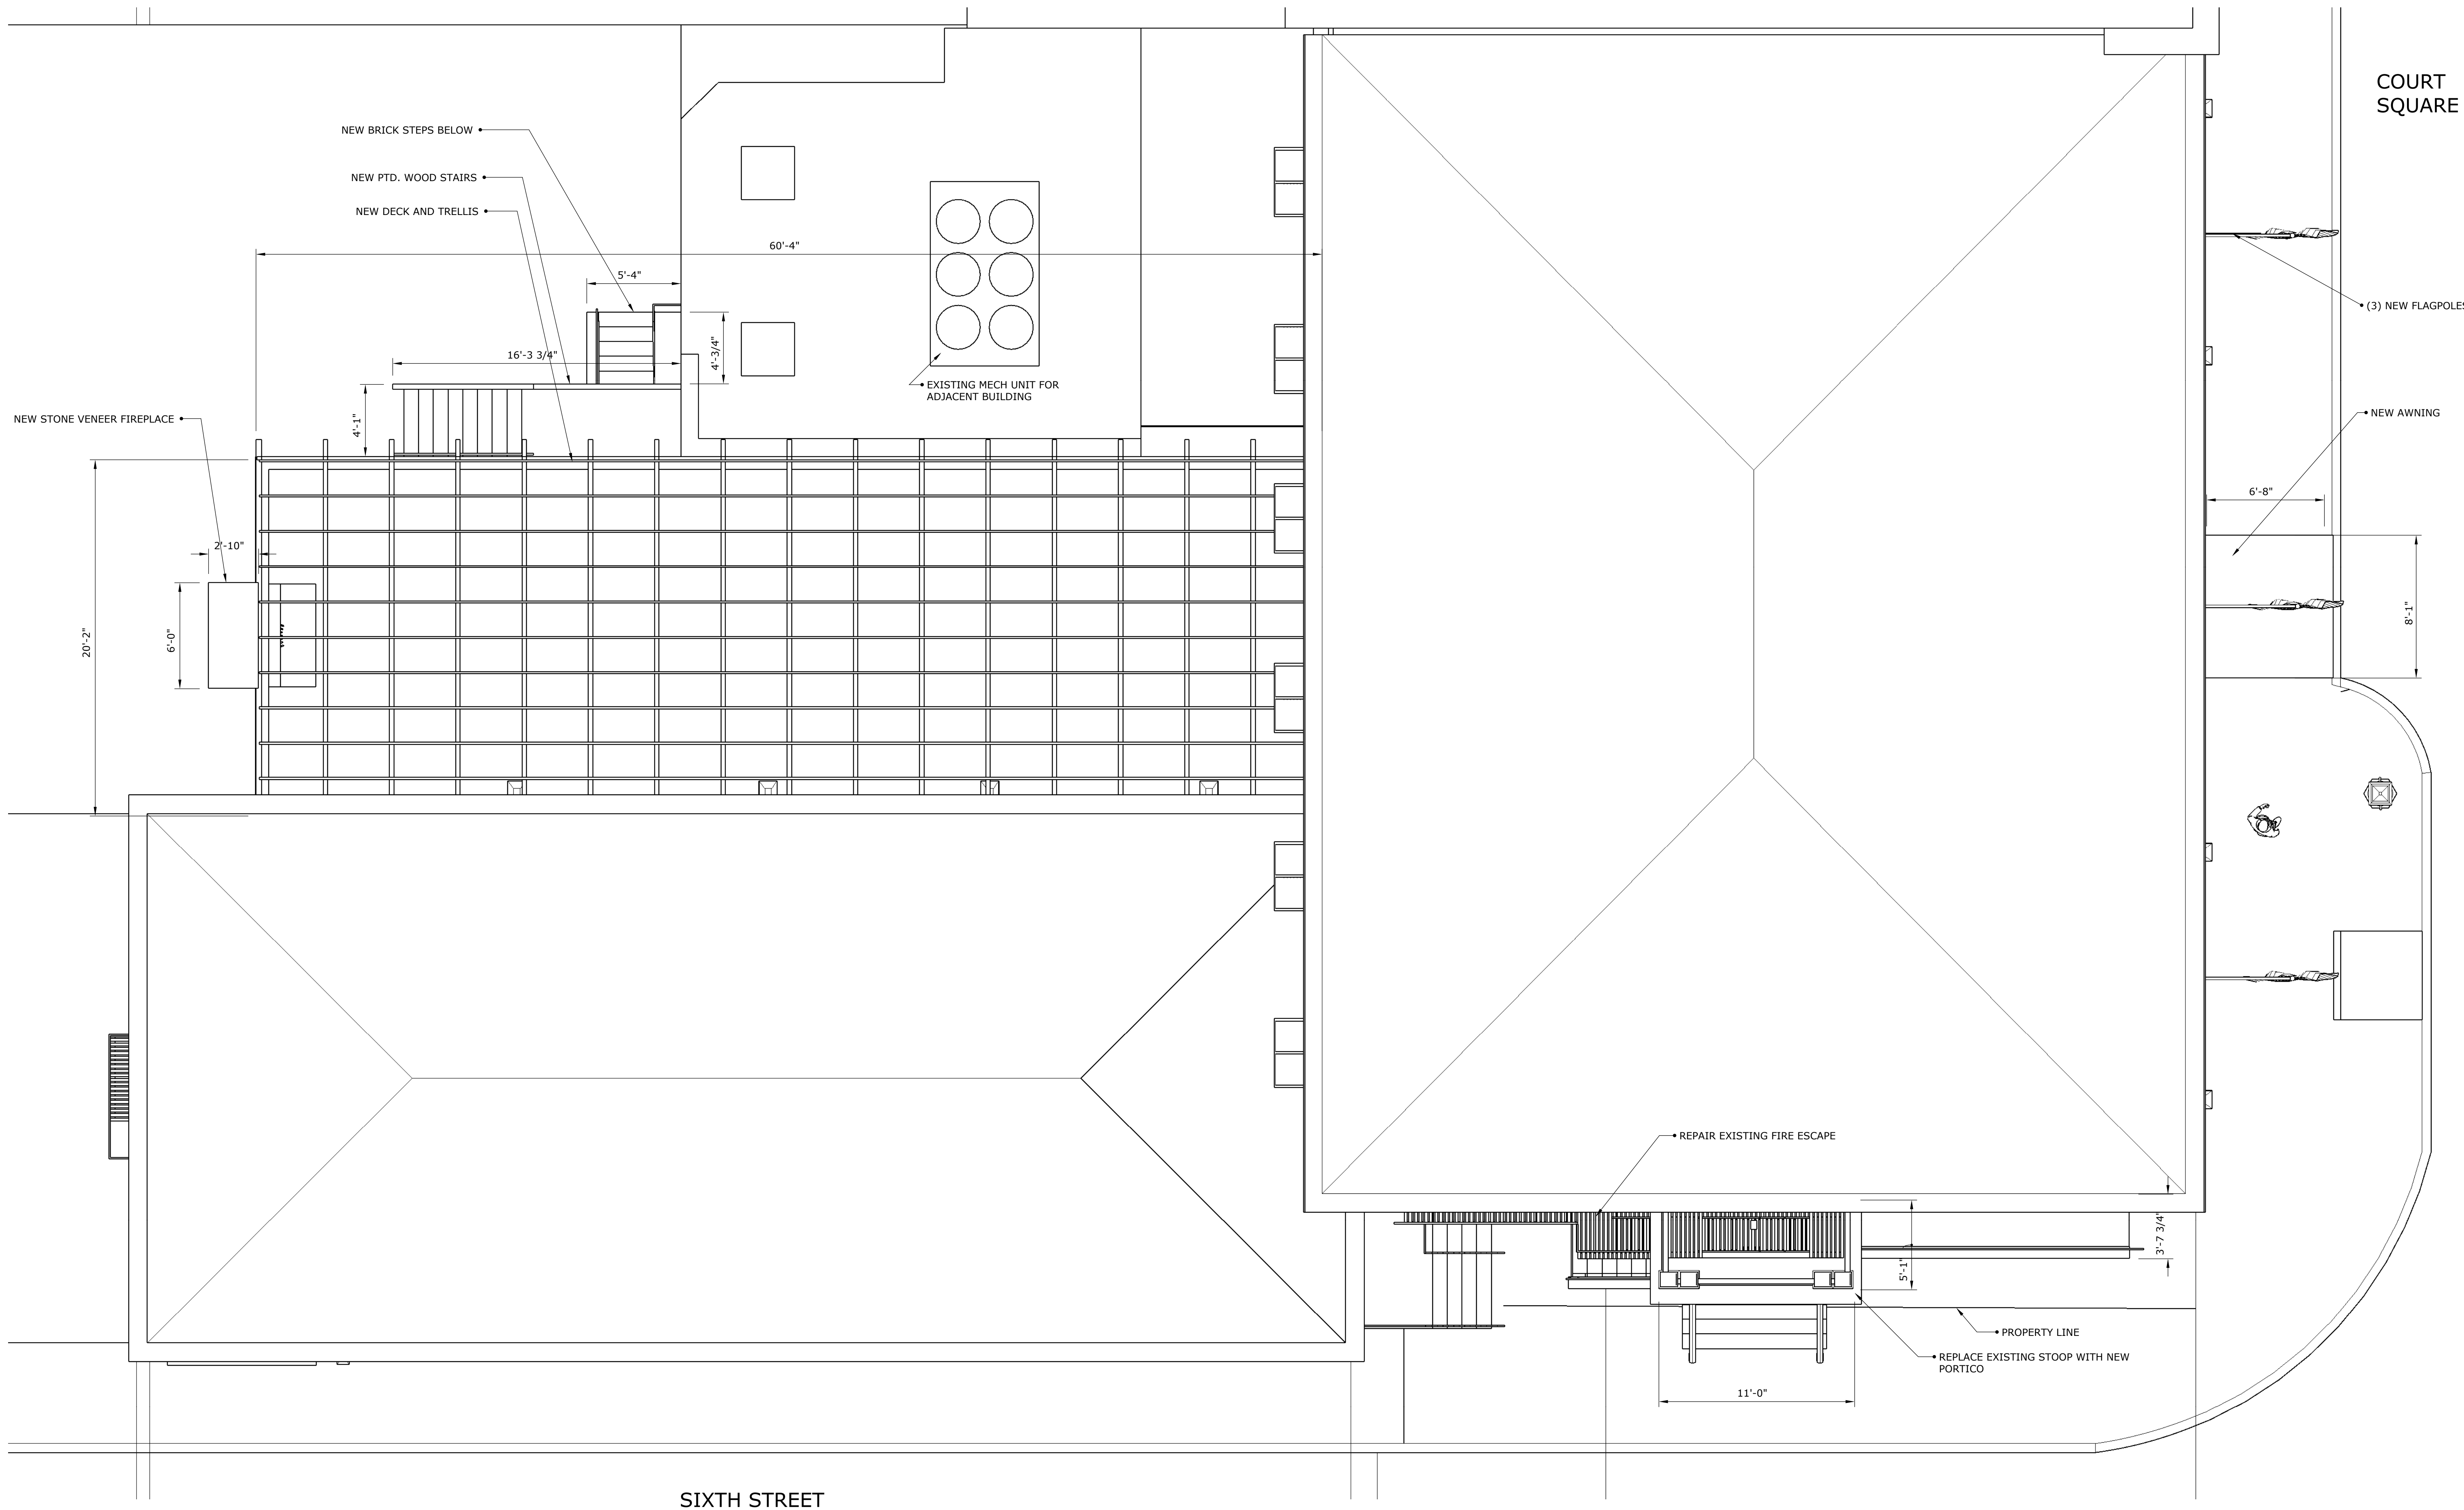 COURT
SQUARE
NEW BRICK STEPS BELOW
NEW PTD. WOOD STAIRS
NEW DECK AND TRELLIS
60'-4"
5'-4"
(3) NEW FLAGPOLES
16'-3 3/4"
4'-3/4"
EXISTING MECH UNIT FOR
ADJACENT BUILDING
NEW STONE VENEER FIREPLACE
4'-1"
NEW AWNING
6'-8"
2'-10"
20'-2"
6'-0"
8'-1"
REPAIR EXISTING FIRE ESCAPE
3'-7 3/4"
5'-1"
PROPERTY LINE
REPLACE EXISTING STOOP WITH NEW
PORTICO
11'-0"
SIXTH STREET